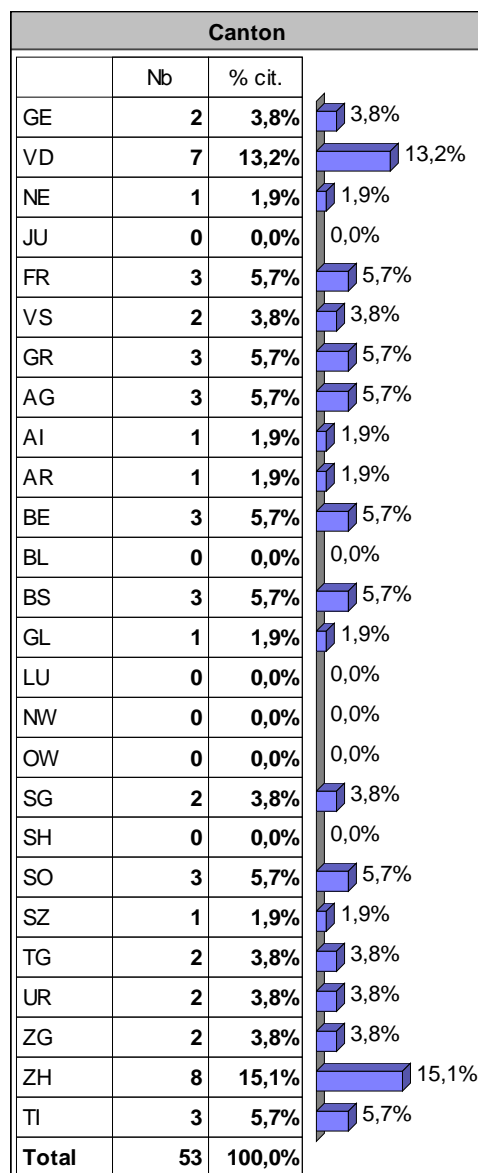 Canton
Nb % cit.
GE 2 3,8% 3,8%
VD 7 13,2% 13,2%
NE 1 1,9% 1,9%
JU 0 0,0% 0,0%
FR 3 5,7% 5,7%
VS 2 3,8% 3,8%
GR 3 5,7% 5,7%
AG 3 5,7% 5,7%
AI 1 1,9% 1,9%
AR 1 1,9% 1,9%
BE 3 5,7% 5,7%
BL 0 0,0% 0,0%
BS 3 5,7% 5,7%
GL 1 1,9% 1,9%
LU 0 0,0% 0,0%
NW 0 0,0% 0,0%
OW 0 0,0% 0,0%
SG 2 3,8% 3,8%
SH 0 0,0% 0,0%
SO 3 5,7% 5,7%
SZ 1 1,9% 1,9%
TG 2 3,8% 3,8%
UR 2 3,8% 3,8%
ZG 2 3,8% 3,8%
ZH 8 15,1% 15,1%
TI 3 5,7% 5,7%
Total 53 100,0%